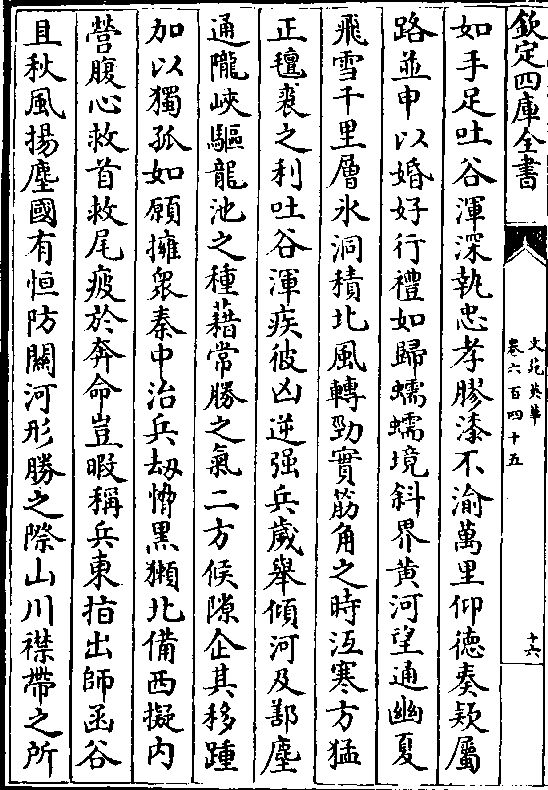 欽定四庫全書
文苑英華
卷六百四十五
十六
如手足吐谷渾深執忠孝膠漆不渝萬里仰德奏款屬
路並申以婚好行禮如歸蠕蠕境斜界黄河望通幽夏
飛雪千里層氷洞積北風轉勁實筋角之時沍寒方猛
正氊裘之利吐谷渾疾彼凶逆强兵歲舉傾河及鄯塵
通隴峽驅龍池之種藉常勝之氣二方候隙企其移踵
加以獨孤如願擁衆秦中治兵刼脅黒獺北備西擬内
營腹心救首救尾疲於奔命豈暇稱兵東指出師函谷
且秋風揚塵國有恒防關河形勝之際山川襟帶之所